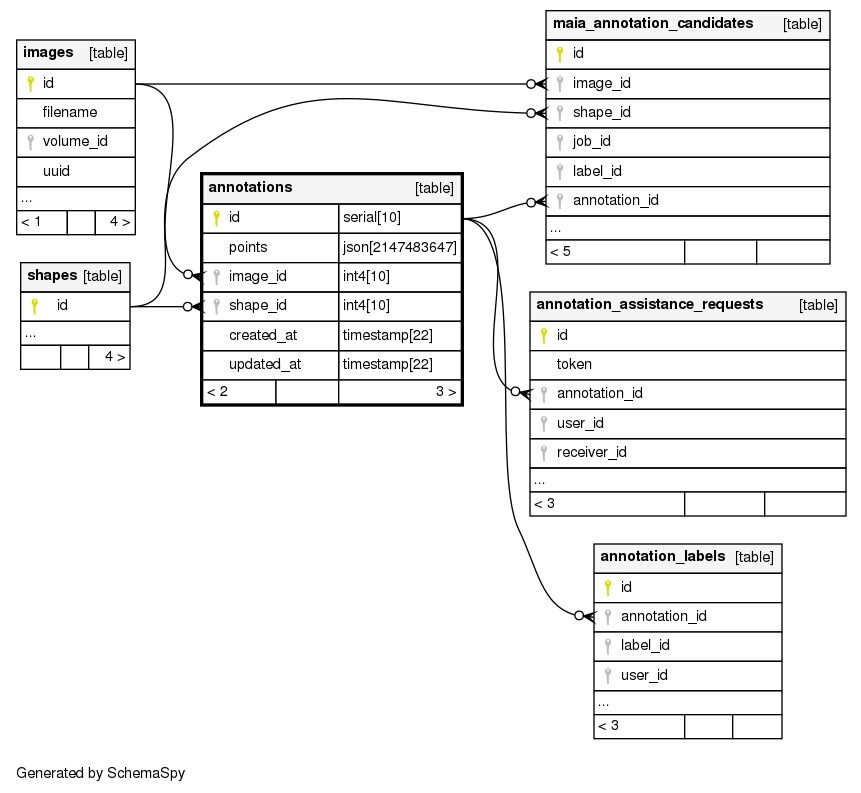 images [table]
id
filename
volume_id
uuid
...
< 1 4 >
shapes [table]
id
...
4 >
annotations [table]
id serial[10]
points json[2147483647]
image_id int4[10]
shape_id int4[10]
created_at timestamp[22]
updated_at timestamp[22]
< 2 3 >
maia_annotation_candidates [table]
id
image_id
shape_id
job_id
label_id
annotation_id
...
< 5
annotation_assistance_requests [table]
id
token
annotation_id
user_id
receiver_id
...
< 3
annotation_labels [table]
id
annotation_id
label_id
user_id
...
< 3
Generated by SchemaSpy